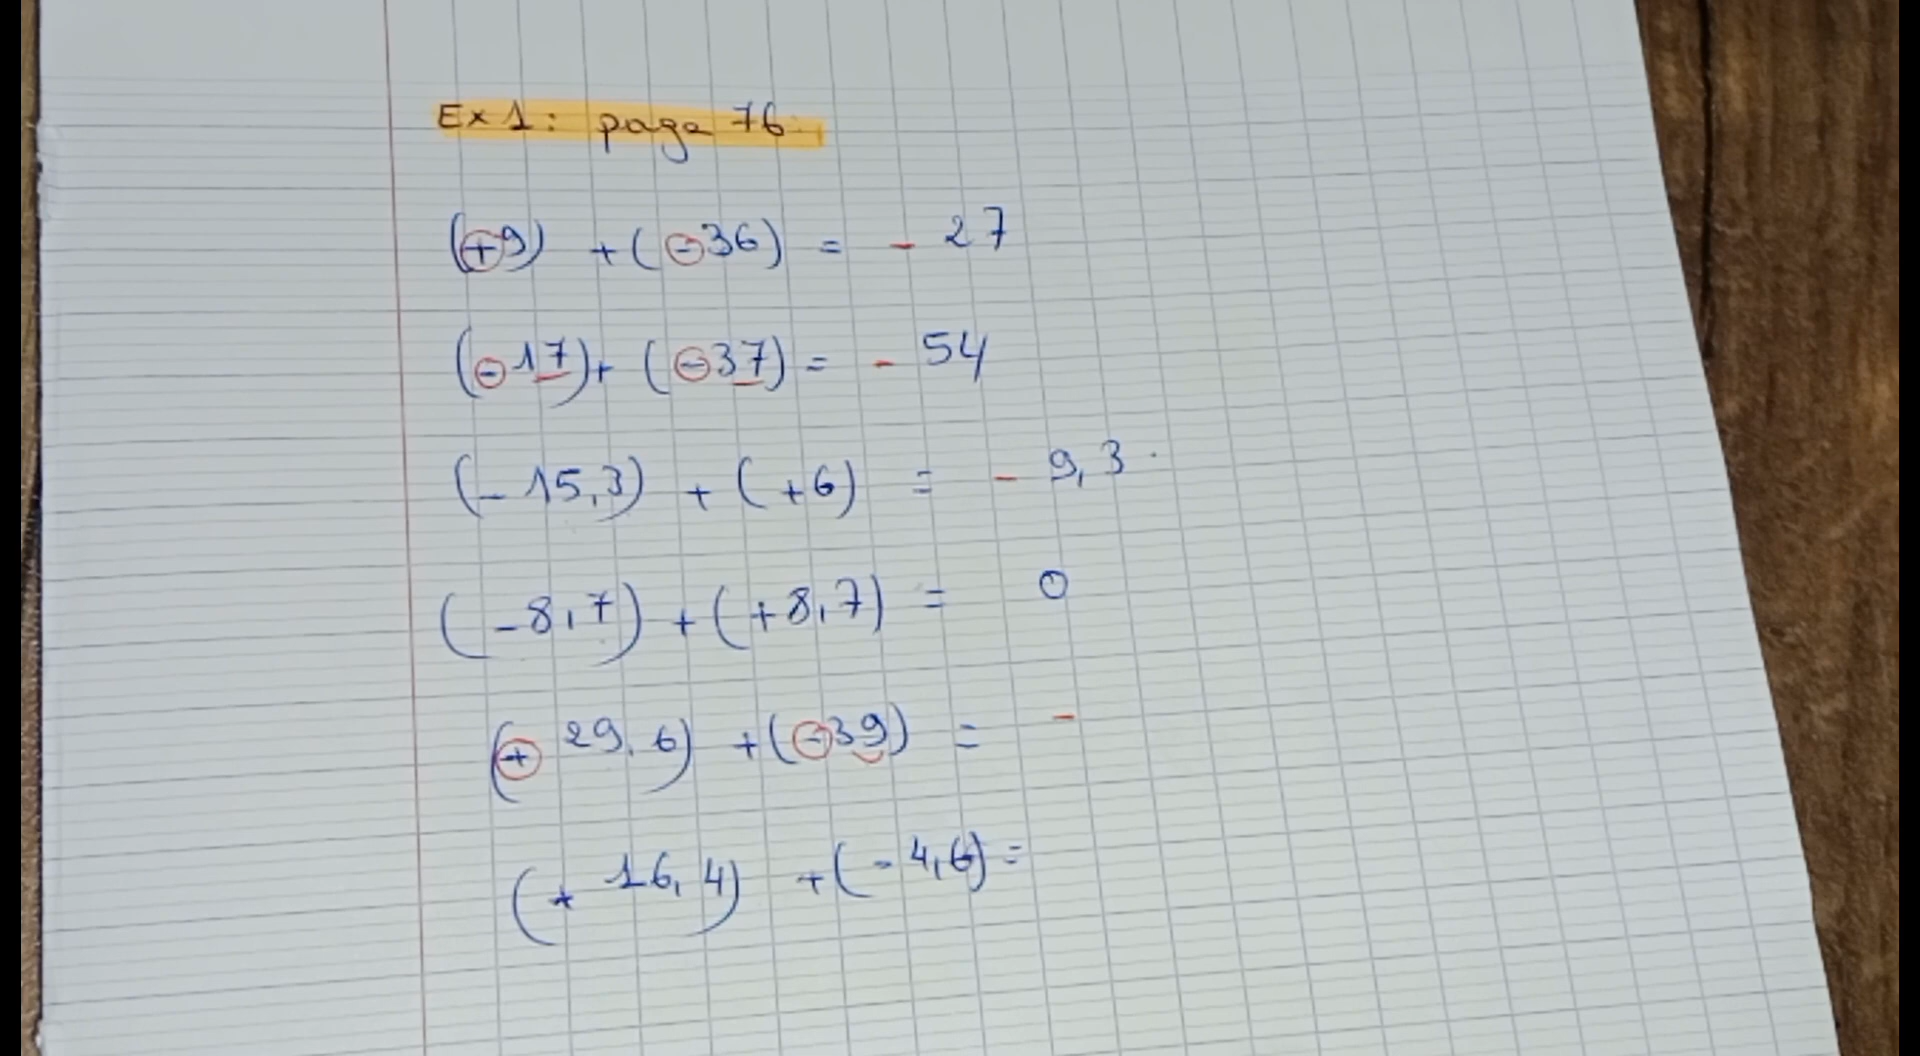 Ex 1 : page 76
(+9) + (-36) = - 27
(-17) + (-37) = - 54
(- 15,3) + (+6) = - 9,3
(-8,7) + (+8,7) = 0
(+ 29,6) + (-39) = -
(+ 16,4) + (- 4,6) =